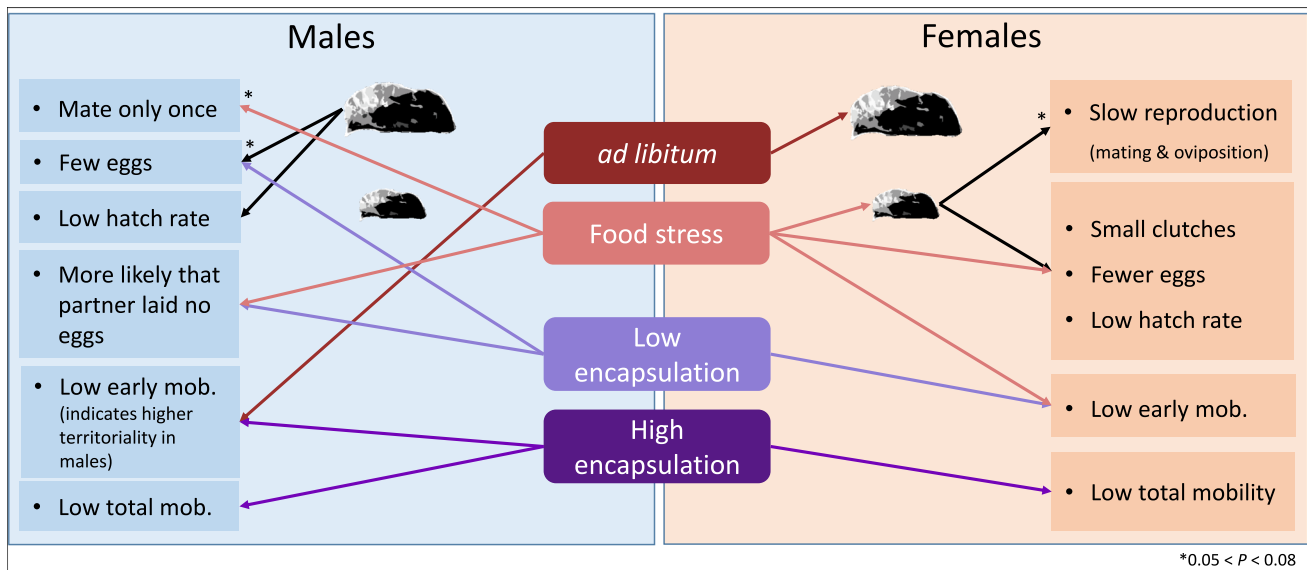 Males
• Mate only once
*
• Few eggs
*
• Low hatch rate
• More likely that
partner laid no
eggs
• Low early mob.
(indicates higher
territoriality in
males)
• Low total mob.
ad libitum
Food stress
Low
encapsulation
High
encapsulation
Females
*
• Slow reproduction
(mating & oviposition)
• Small clutches
• Fewer eggs
• Low hatch rate
• Low early mob.
• Low total mobility
*0.05 < P < 0.08